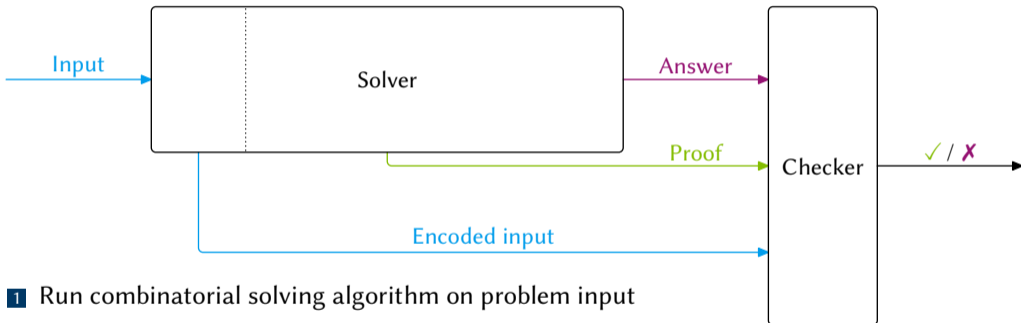 Input
Solver
Answer
Proof
Checker
✓ / ✗
Encoded input
1 Run combinatorial solving algorithm on problem input